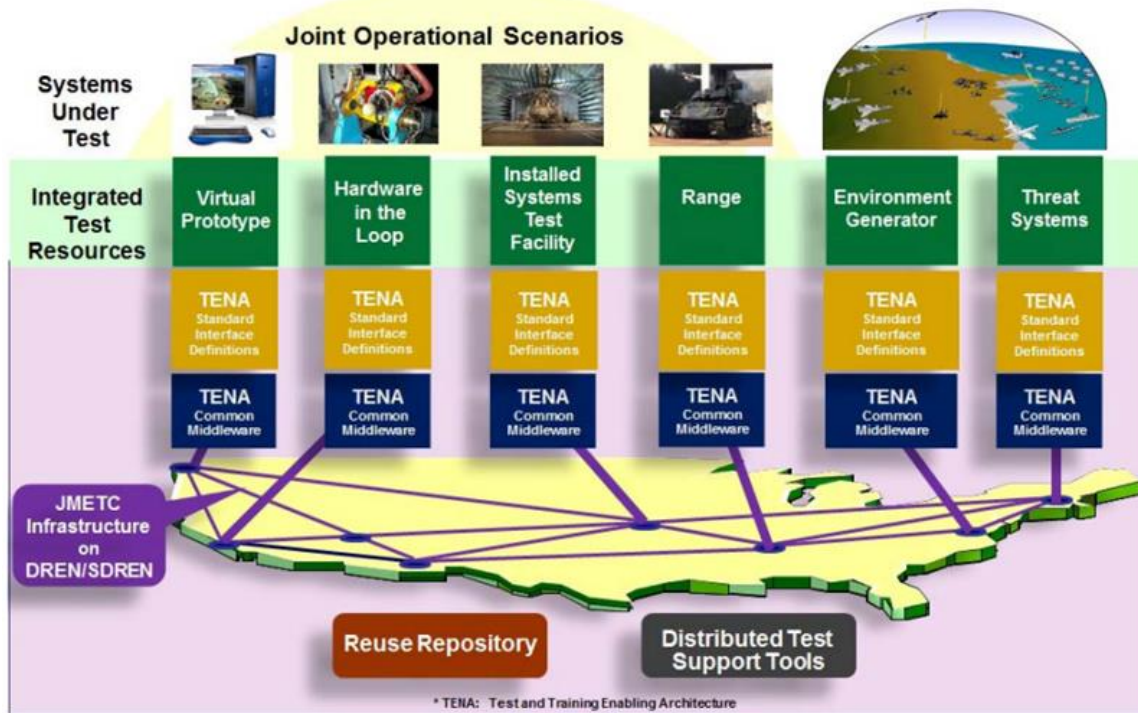 Joint Operational Scenarios
Systems
Under
Test
Integrated
Test
Resources
Virtual
Prototype
Hardware
in the
Loop
Installed
Systems
Test
Facility
Range
Environment
Generator
Threat
Systems
TENA
Standard
Interface
Definitions
TENA
Standard
Interface
Definitions
TENA
Standard
Interface
Definitions
TENA
Standard
Interface
Definitions
TENA
Standard
Interface
Definitions
TENA
Standard
Interface
Definitions
TENA
Common
Middleware
TENA
Common
Middleware
TENA
Common
Middleware
TENA
Common
Middleware
TENA
Common
Middleware
TENA
Common
Middleware
JMETC
Infrastructure
on
DREN/SDREN
Reuse Repository
Distributed Test
Support Tools
* TENA: Test and Training Enabling Architecture